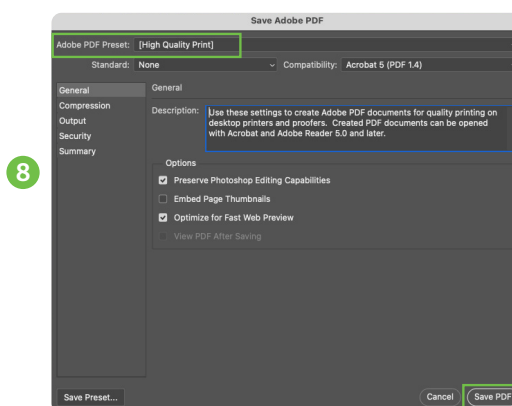 Save Adobe PDF
Adobe PDF Preset: [High Quality Print]
Standard: None Compatibility: Acrobat 5 (PDF 1.4)
General
Compression
Output
Security
Summary
General
Description: Use these settings to create Adobe PDF documents for quality printing on
desktop printers and proofers. Created PDF documents can be opened
with Acrobat and Adobe Reader 5.0 and later.
8
Options
Preserve Photoshop Editing Capabilities
Embed Page Thumbnails
Optimize for Fast Web Preview
View PDF After Saving
Save Preset... Cancel Save PDF